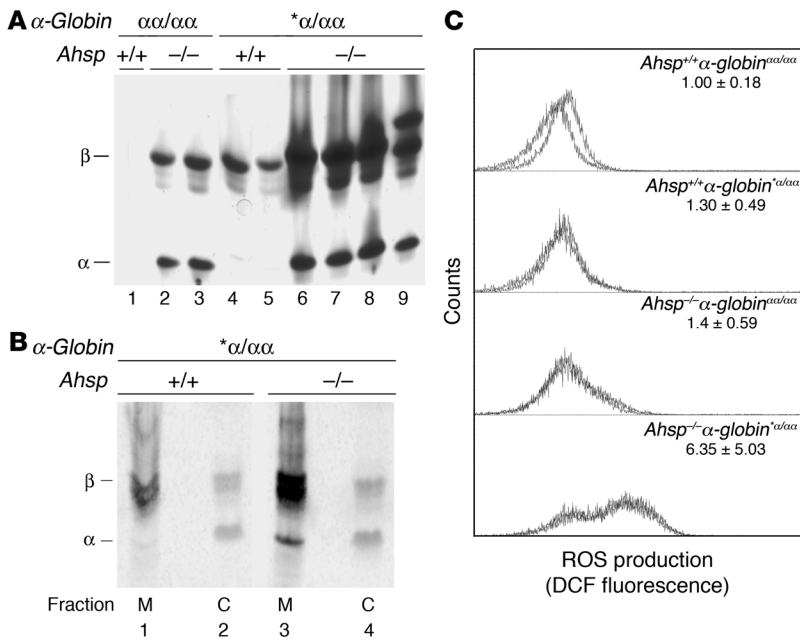 A
α-Globin αα/αα *α/αα
Ahsp +/+ −/− +/+ −/−
β
α
1 2 3 4 5 6 7 8 9
B
α-Globin *α/αα
Ahsp +/+ −/−
β
α
Fraction M C M C
1 2 3 4
C
Ahsp+/+α-globinαα/αα
1.00 ± 0.18
Ahsp+/+α-globin*α/αα
1.30 ± 0.49
Ahsp−/−α-globinαα/αα
1.4 ± 0.59
Ahsp−/−α-globin*α/αα
6.35 ± 5.03
Counts
ROS production
(DCF fluorescence)